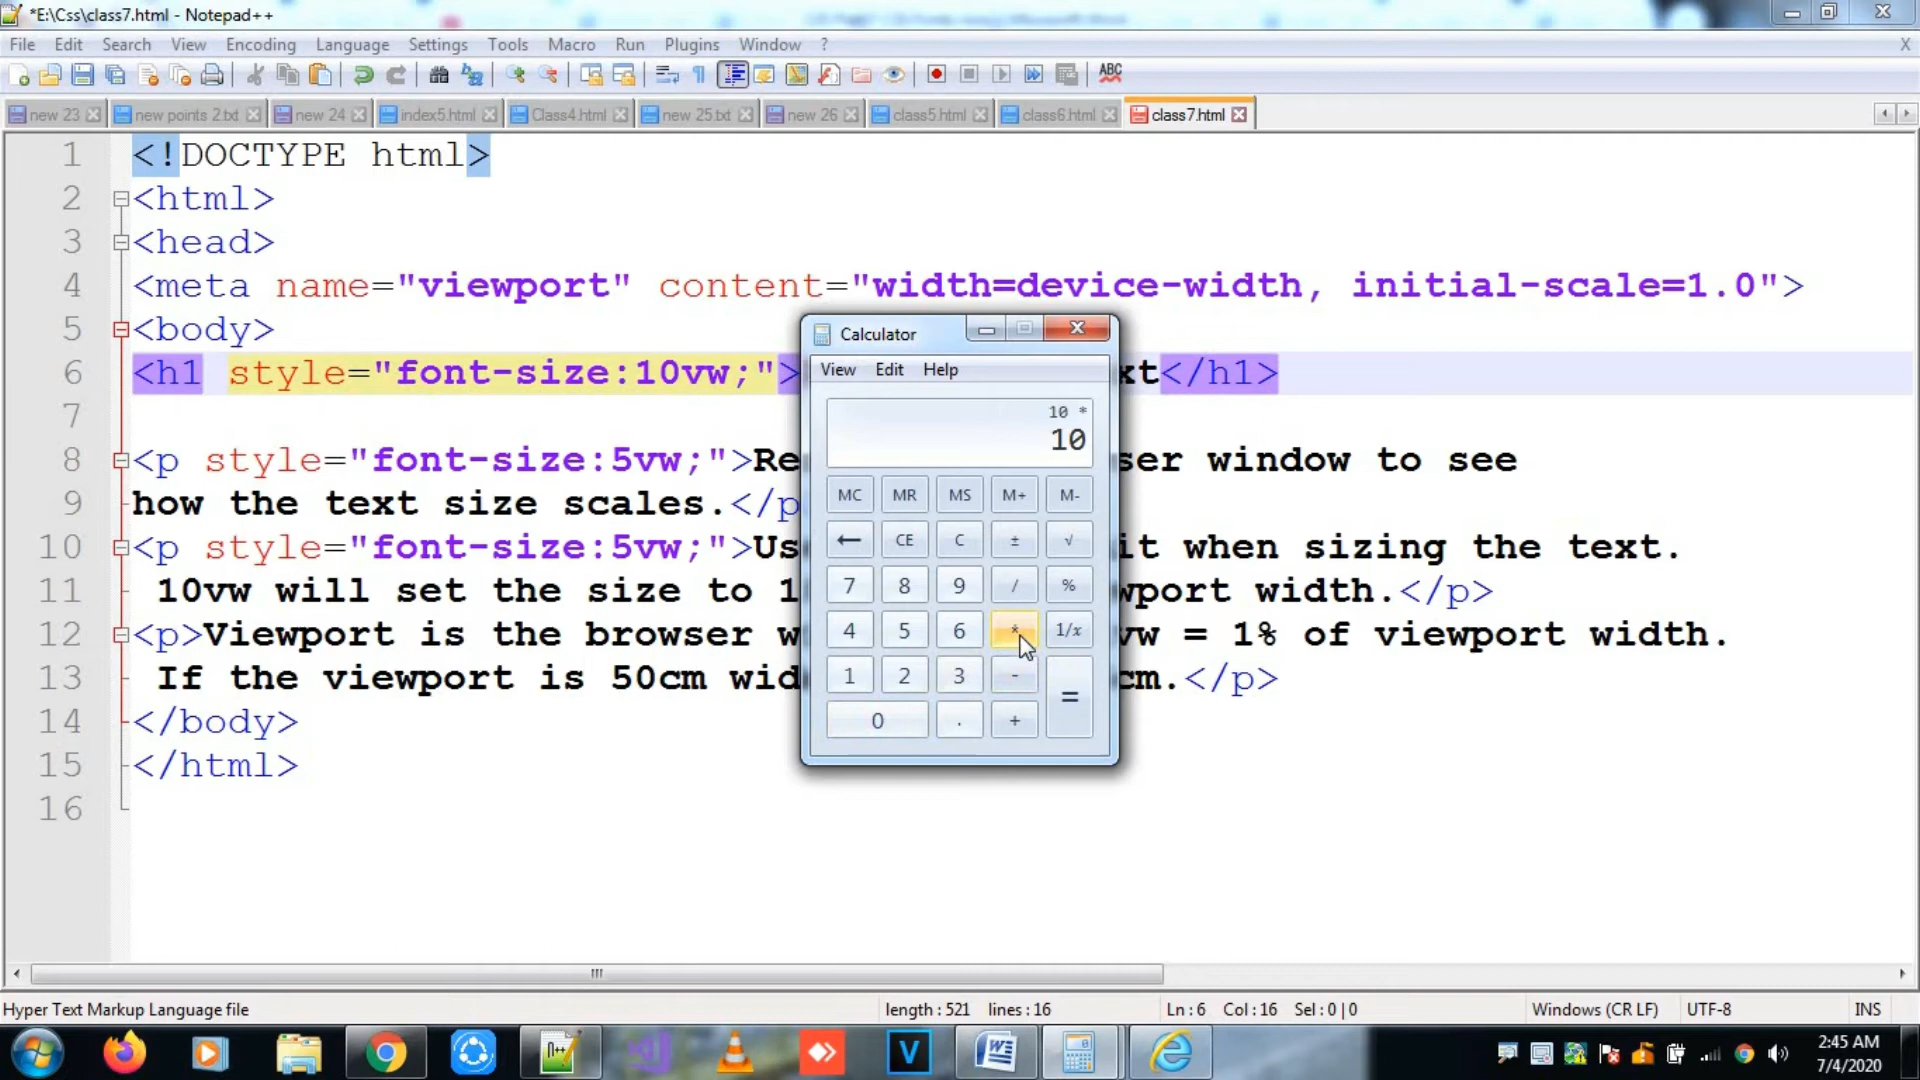 *E:\Css\class7.html - Notepad++
File Edit Search View Encoding Language Settings Tools Macro Run Plugins Window ? X
ABC
new 23 new points 2.txt new 24 index5.html Class4.html new 25.txt new 26 class5.html class6.html class7.html
1 <!DOCTYPE html>
2 <html>
3 <head>
4 <meta name="viewport" content="width=device-width, initial-scale=1.0">
5 <body>
6 <h1 style="font-size:10vw;"> xt</h1>
7
8 <p style="font-size:5vw;">Re ser window to see
9 how the text size scales.</p
10 <p style="font-size:5vw;">Us it when sizing the text.
11 10vw will set the size to 1 wport width.</p>
12 <p>Viewport is the browser w vw = 1% of viewport width.
13 If the viewport is 50cm wid cm.</p>
14 </body>
15 </html>
16
Calculator
View Edit Help
10 *
10
MC MR MS M+ M-
← CE C ± √
7 8 9 / %
4 5 6 * 1/x
1 2 3 - =
0 . +
Hyper Text Markup Language file length : 521 lines : 16 Ln : 6 Col : 16 Sel : 0 | 0 Windows (CR LF) UTF-8 INS
N++ V W
2:45 AM
7/4/2020